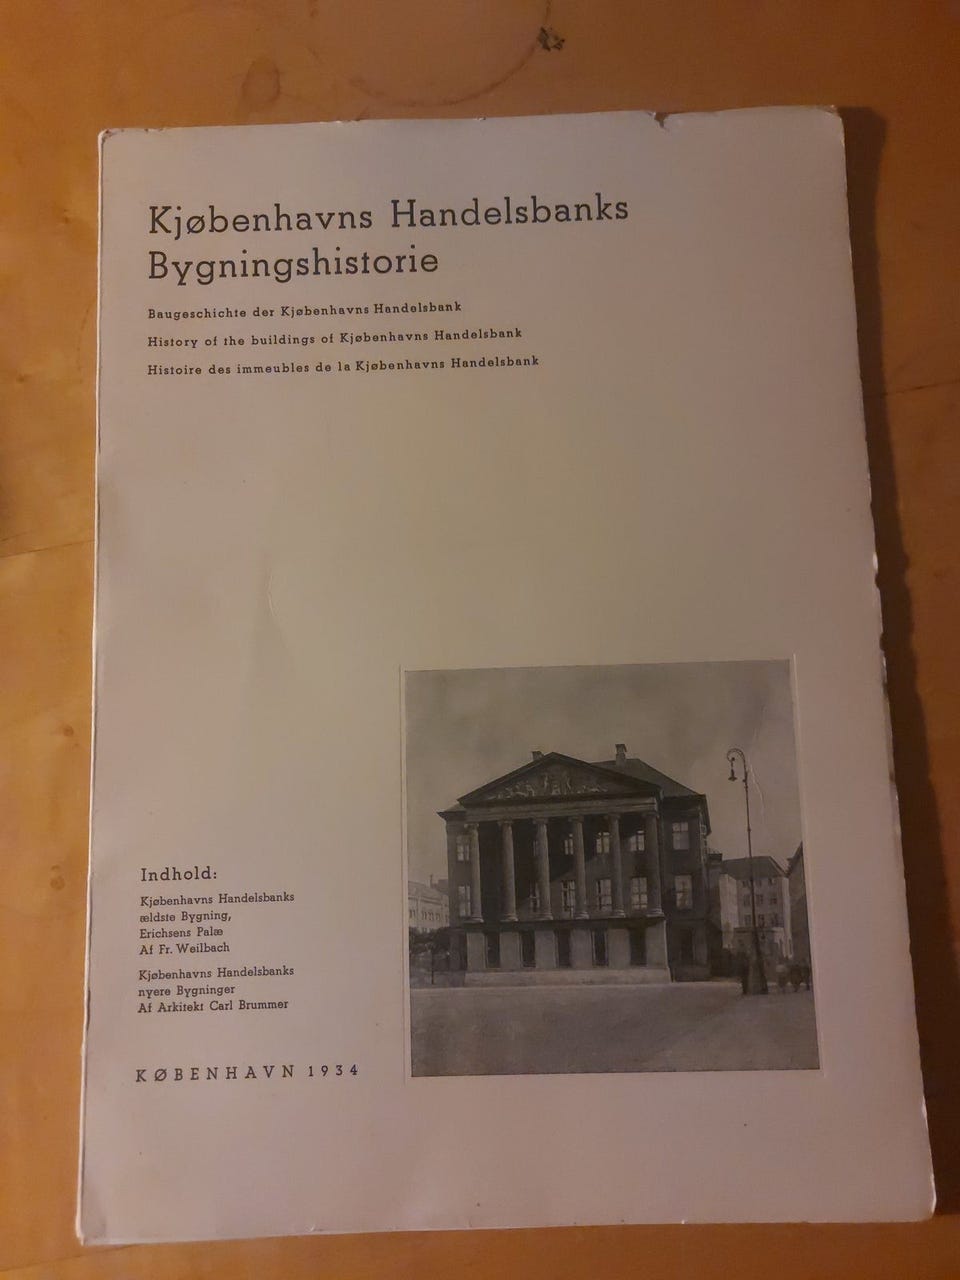 Kjøbenhavns Handelsbanks
Bygningshistorie
Baugeschichte der Kjøbenhavns Handelsbank
History of the buildings of Kjøbenhavns Handelsbank
Histoire des immeubles de la Kjøbenhavns Handelsbank
Indhold:
Kjøbenhavns Handelsbanks
ældste Bygning,
Erichsens Palæ
Af Fr. Weilbach
Kjøbenhavns Handelsbanks
nyere Bygninger
Af Arkitekt Carl Brummer
KØBENHAVN 1934